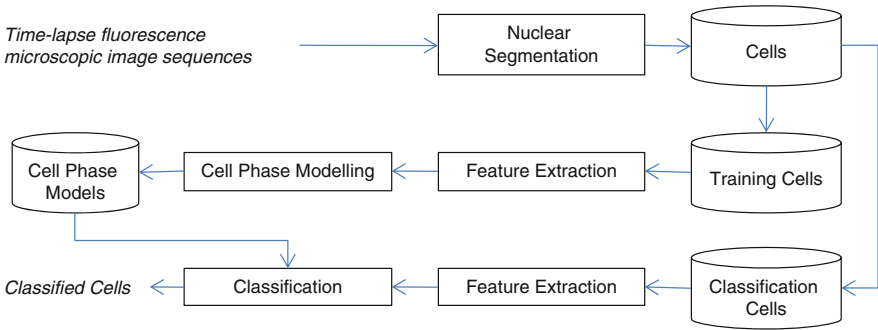 Time-lapse fluorescence
microscopic image sequences
Nuclear
Segmentation
Cells
Cell Phase
Models
Cell Phase Modelling
Feature Extraction
Training Cells
Classified Cells
Classification
Feature Extraction
Classification
Cells